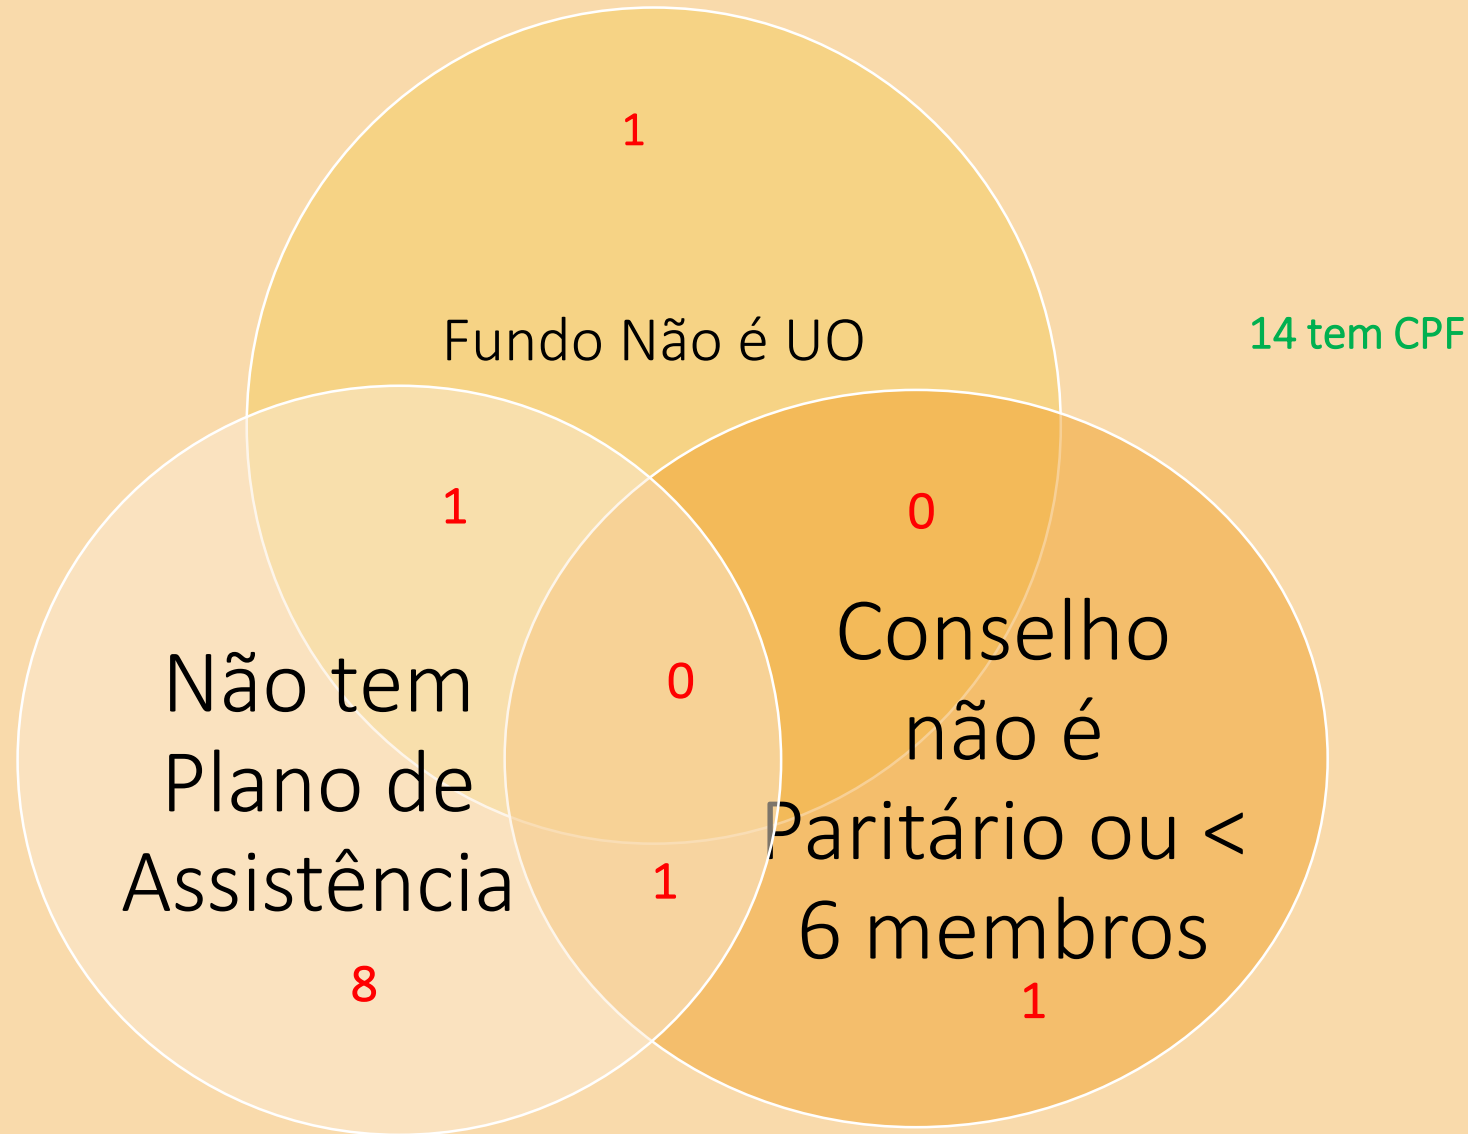 1
Fundo Não é UO
14 tem CPF
1
0
Não tem
Plano de
Assistência
0
Conselho
não é
Paritário ou <
6 membros
1
8
1